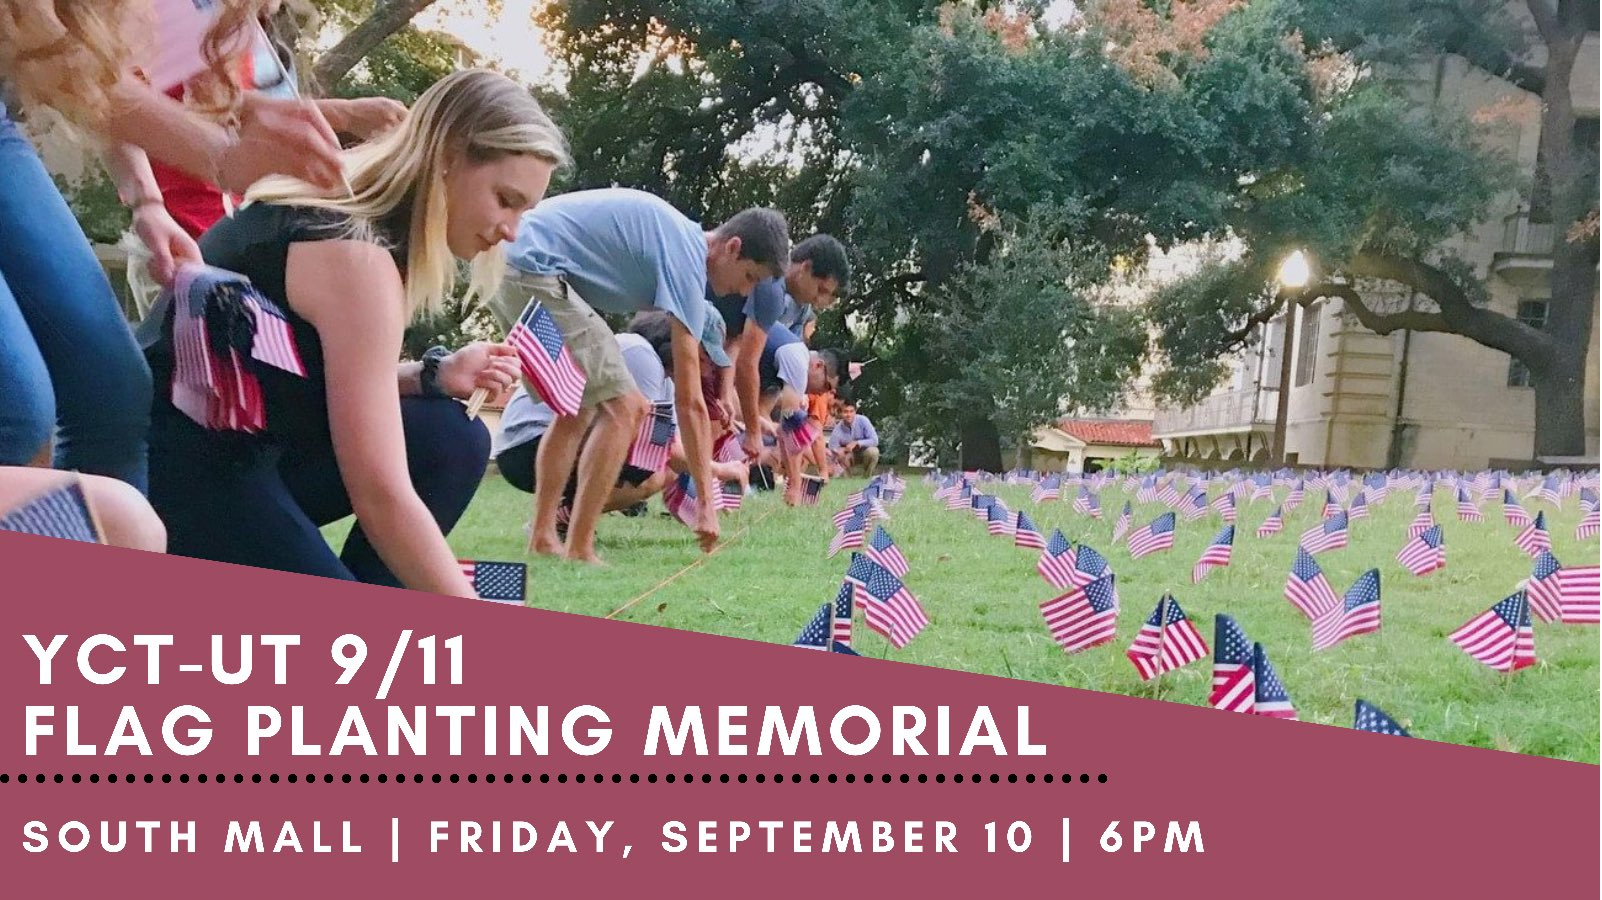 YCT-UT 9/11
FLAG PLANTING MEMORIAL
SOUTH MALL | FRIDAY, SEPTEMBER 10 | 6PM